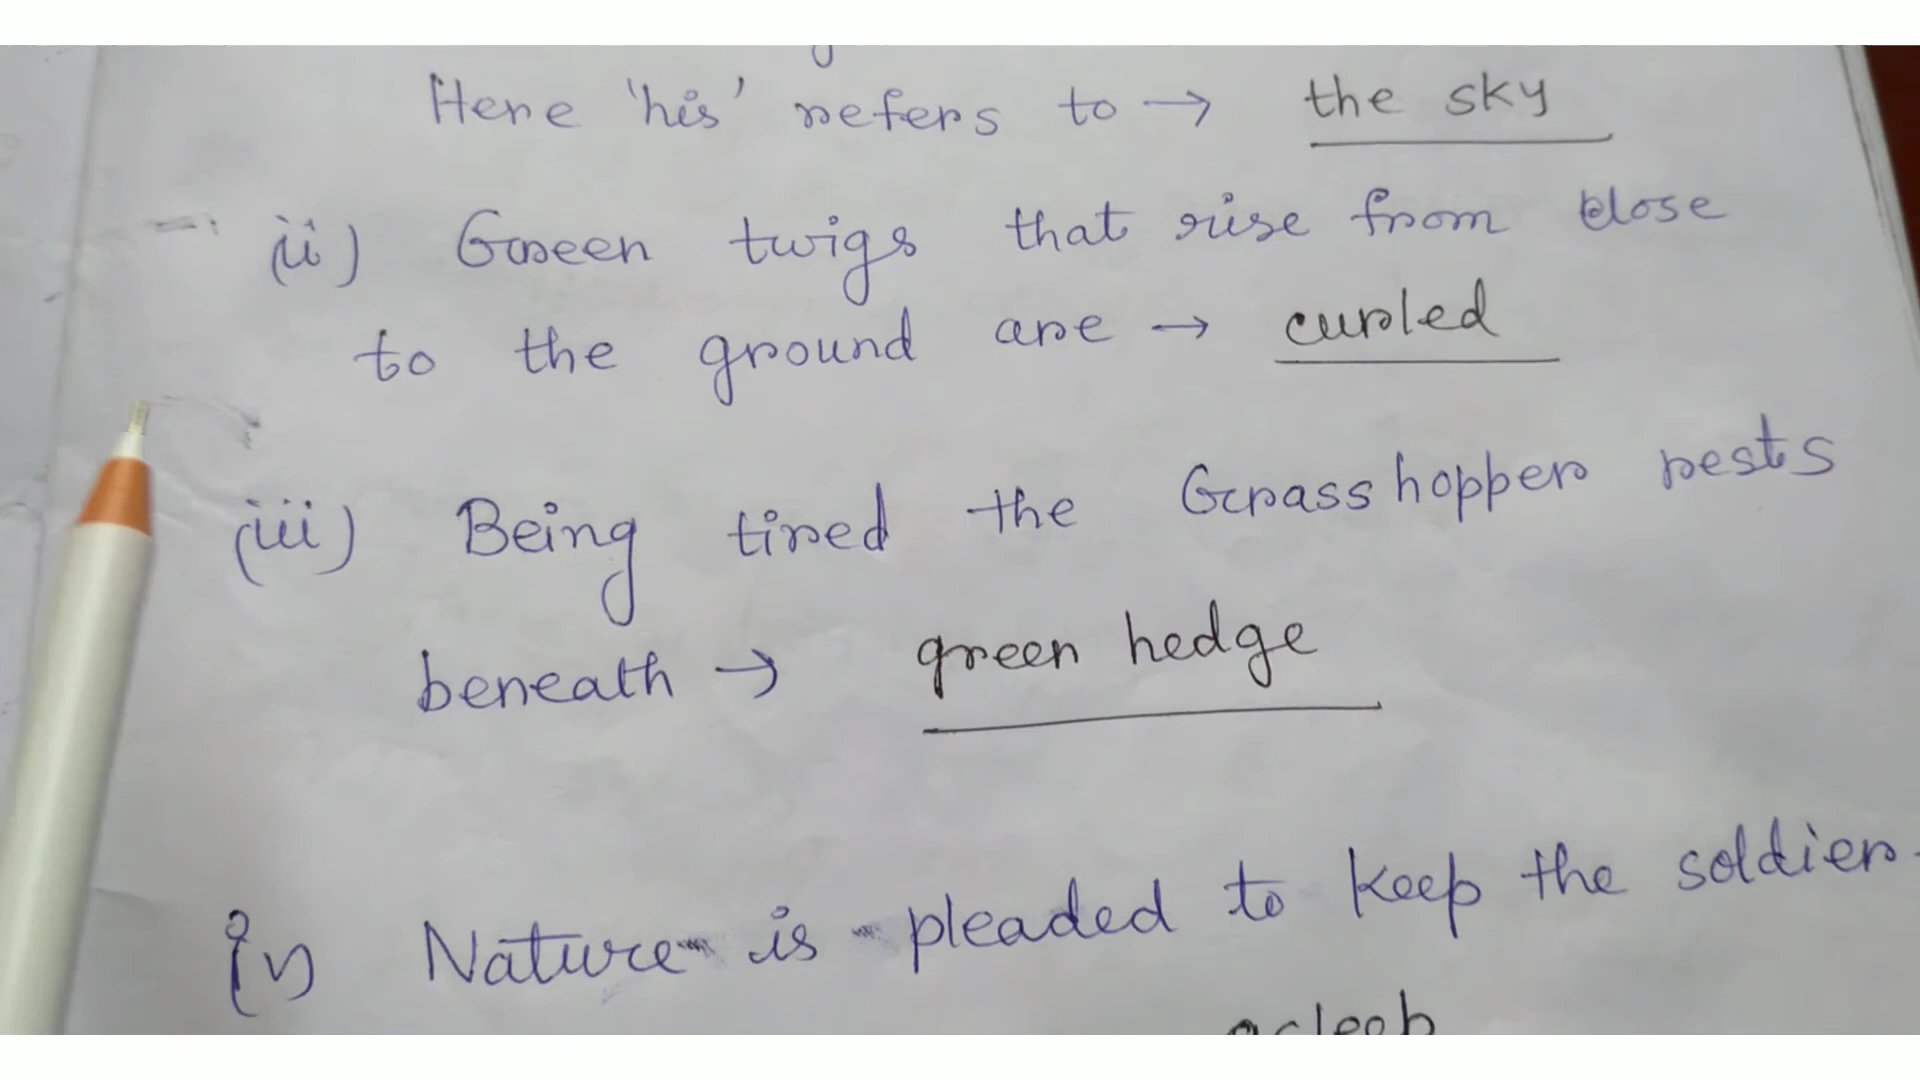 Here 'his' refers to → the sky
(ii) Green twigs that rise from close
to the ground are → curled
(iii) Being tired the Grasshopper rests
beneath → green hedge
iv) Nature is pleaded to keep the soldier
asleep